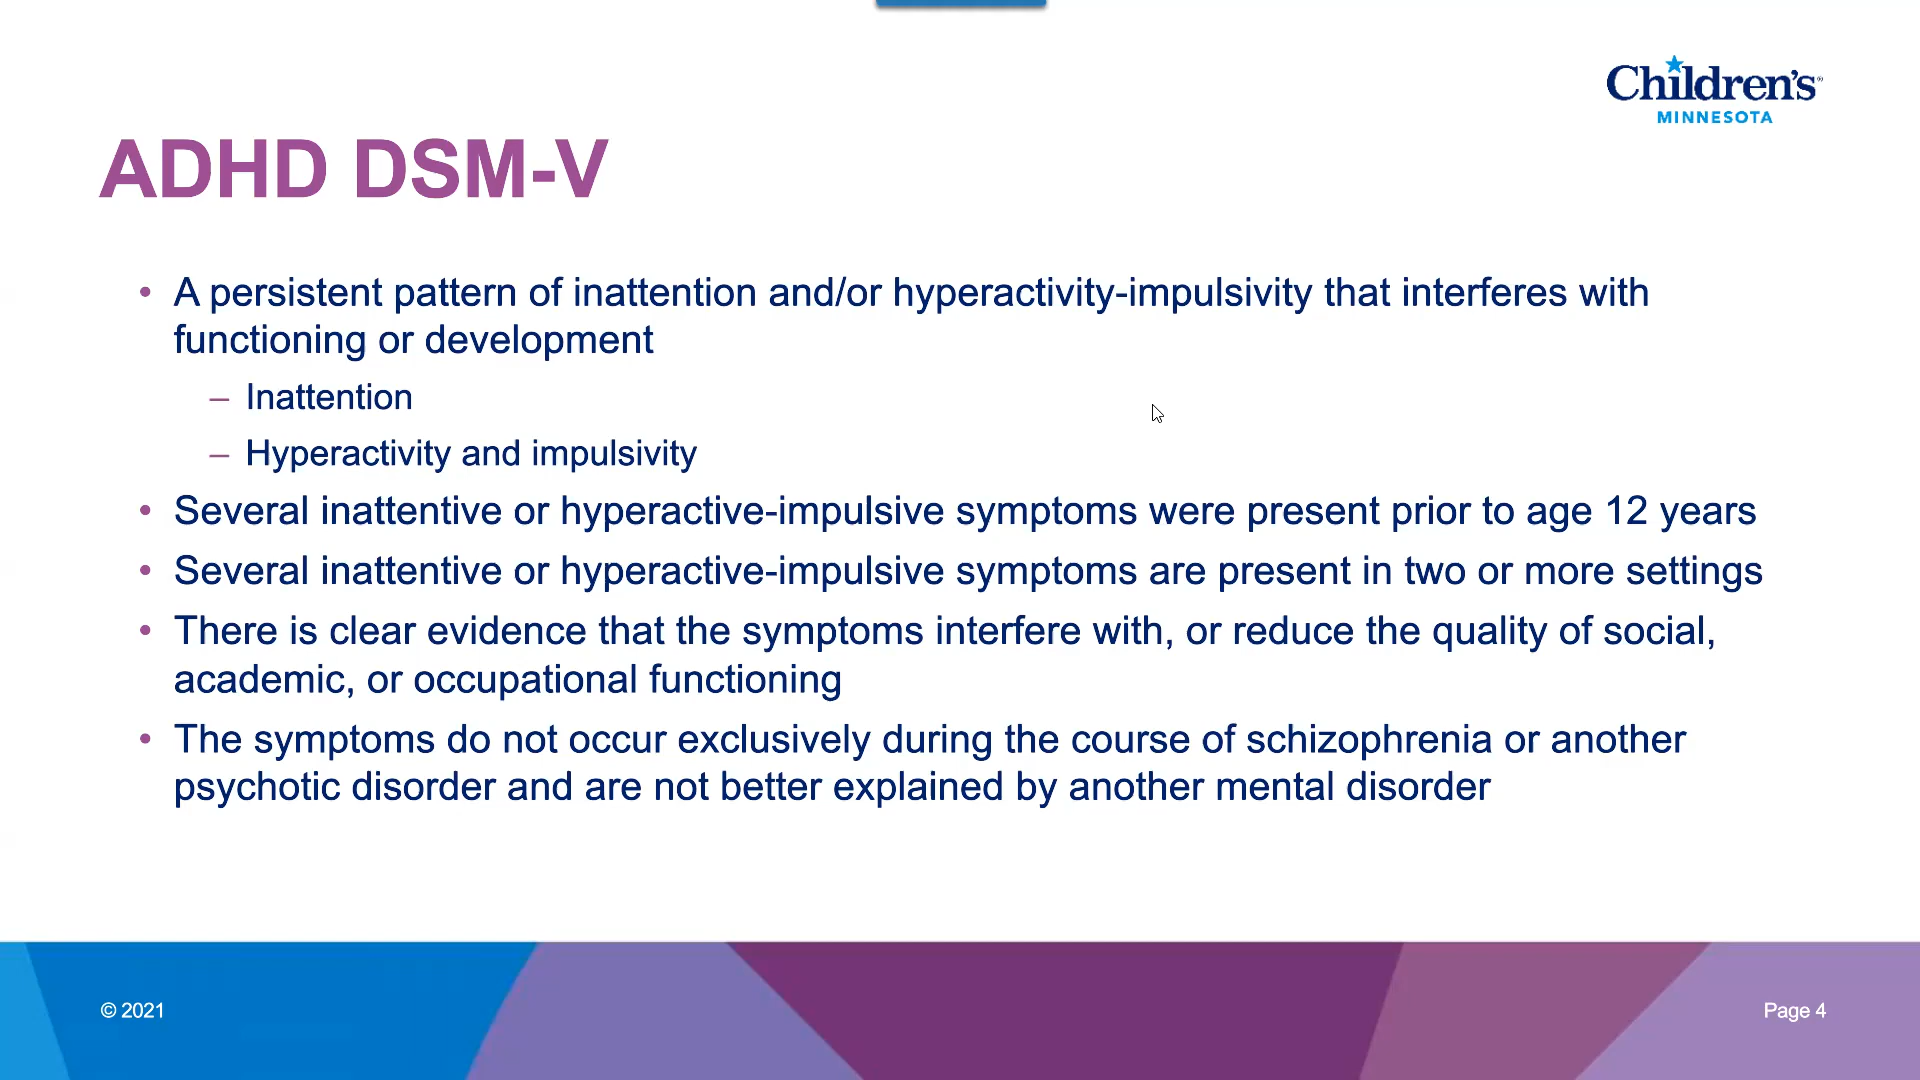 Children's
MINNESOTA
ADHD DSM-V
• A persistent pattern of inattention and/or hyperactivity-impulsivity that interferes with
functioning or development
– Inattention
– Hyperactivity and impulsivity
• Several inattentive or hyperactive-impulsive symptoms were present prior to age 12 years
• Several inattentive or hyperactive-impulsive symptoms are present in two or more settings
• There is clear evidence that the symptoms interfere with, or reduce the quality of social,
academic, or occupational functioning
• The symptoms do not occur exclusively during the course of schizophrenia or another
psychotic disorder and are not better explained by another mental disorder
© 2021
Page 4